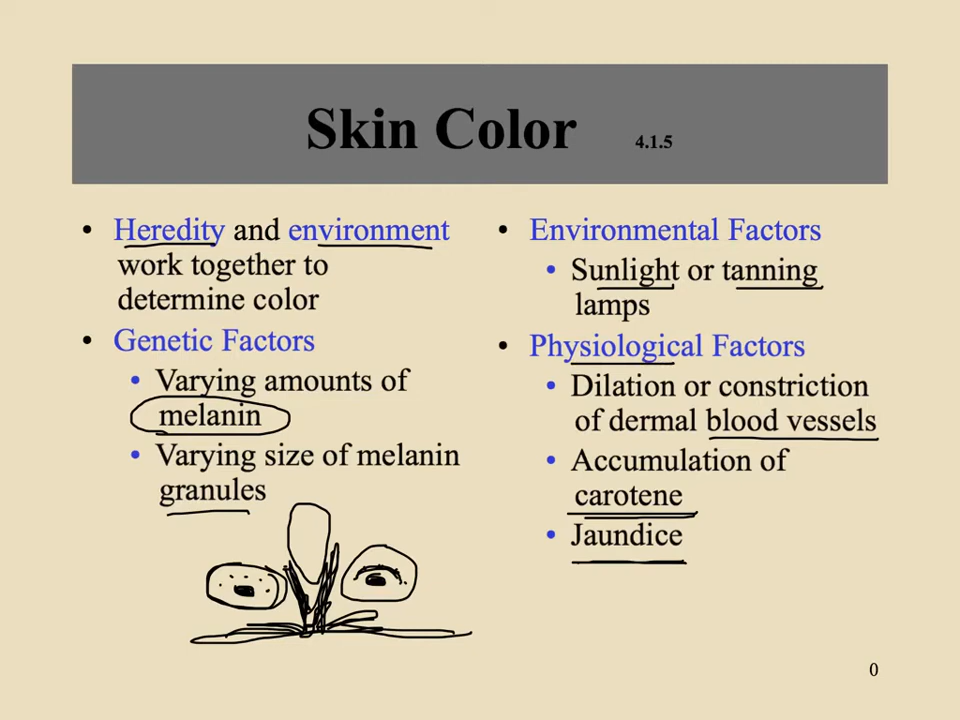 Skin Color 4.1.5
• Heredity and environment
work together to
determine color
• Genetic Factors
• Varying amounts of
melanin
• Varying size of melanin
granules
• Environmental Factors
• Sunlight or tanning
lamps
• Physiological Factors
• Dilation or constriction
of dermal blood vessels
• Accumulation of
carotene
• Jaundice
0